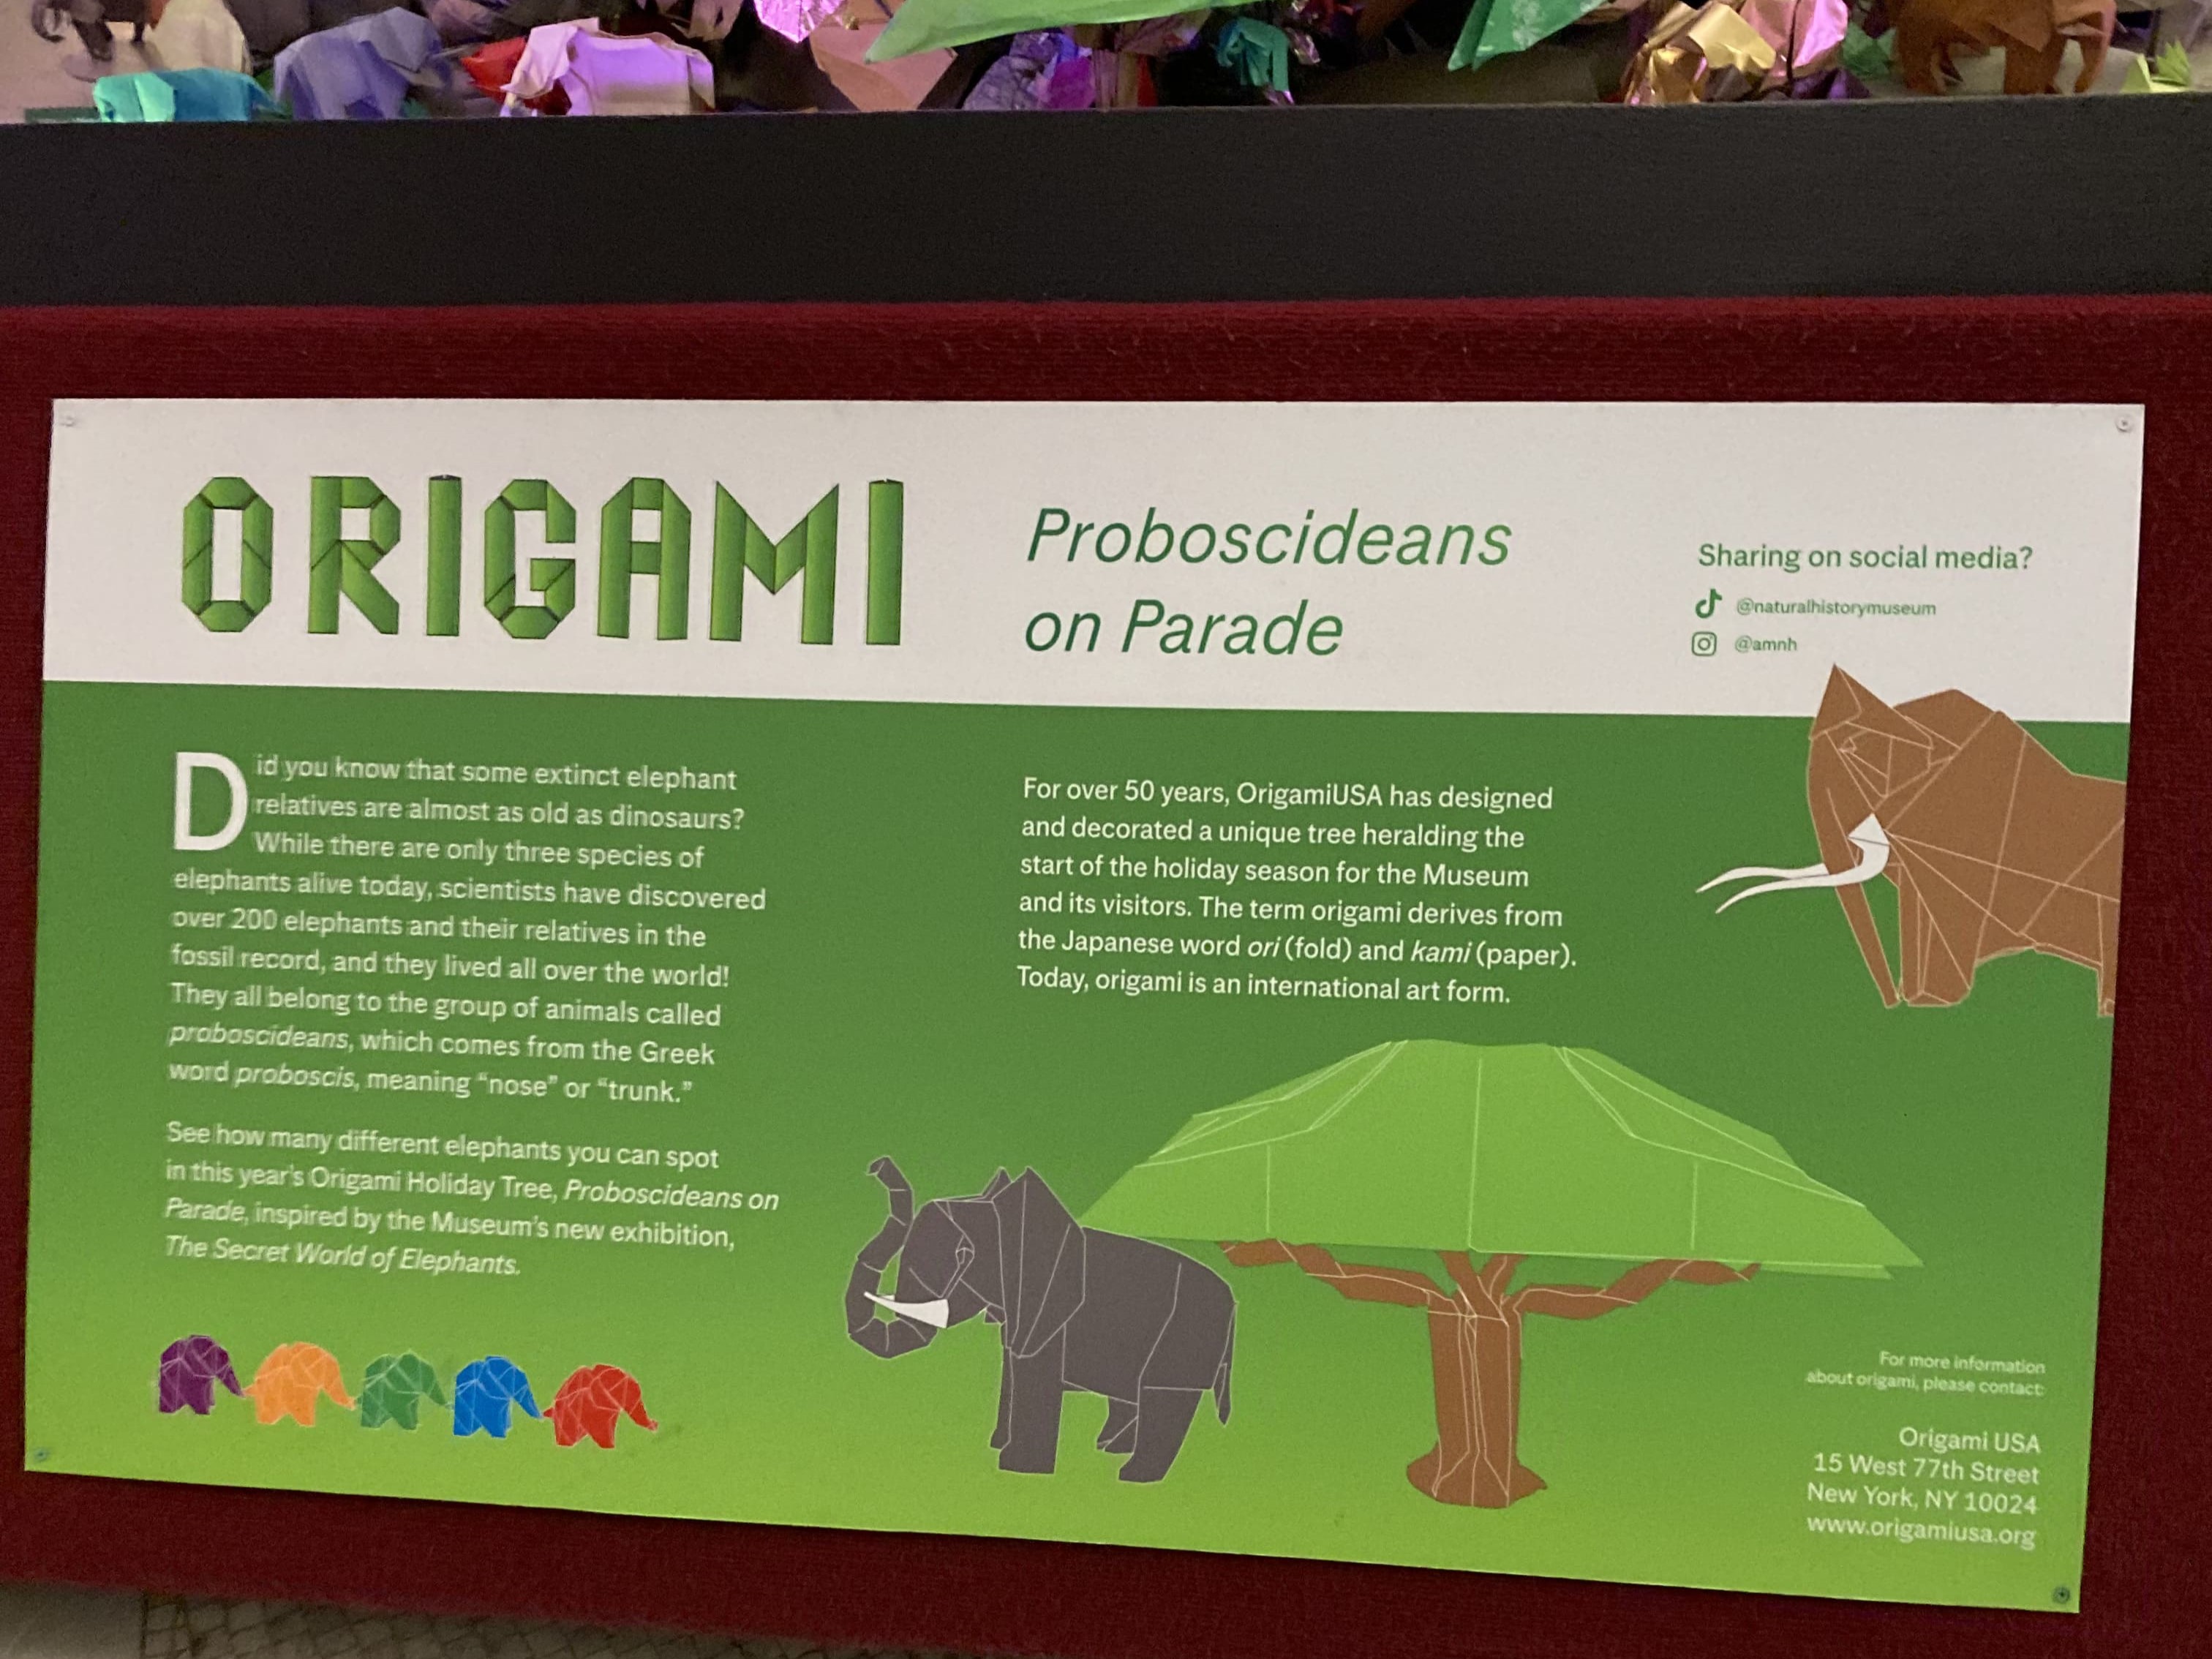 ORIGAMI
Proboscideans
on Parade
Sharing on social media?
@naturalhistorymuseum
@amnh
Did you know that some extinct elephant
relatives are almost as old as dinosaurs?
While there are only three species of
elephants alive today, scientists have discovered
over 200 elephants and their relatives in the
fossil record, and they lived all over the world!
They all belong to the group of animals called
proboscideans, which comes from the Greek
word proboscis, meaning “nose” or “trunk.”
See how many different elephants you can spot
in this year's Origami Holiday Tree, Proboscideans on
Parade, inspired by the Museum's new exhibition,
The Secret World of Elephants.
For over 50 years, OrigamiUSA has designed
and decorated a unique tree heralding the
start of the holiday season for the Museum
and its visitors. The term origami derives from
the Japanese word ori (fold) and kami (paper).
Today, origami is an international art form.
For more information
about origami, please contact:
Origami USA
15 West 77th Street
New York, NY 10024
www.origamiusa.org